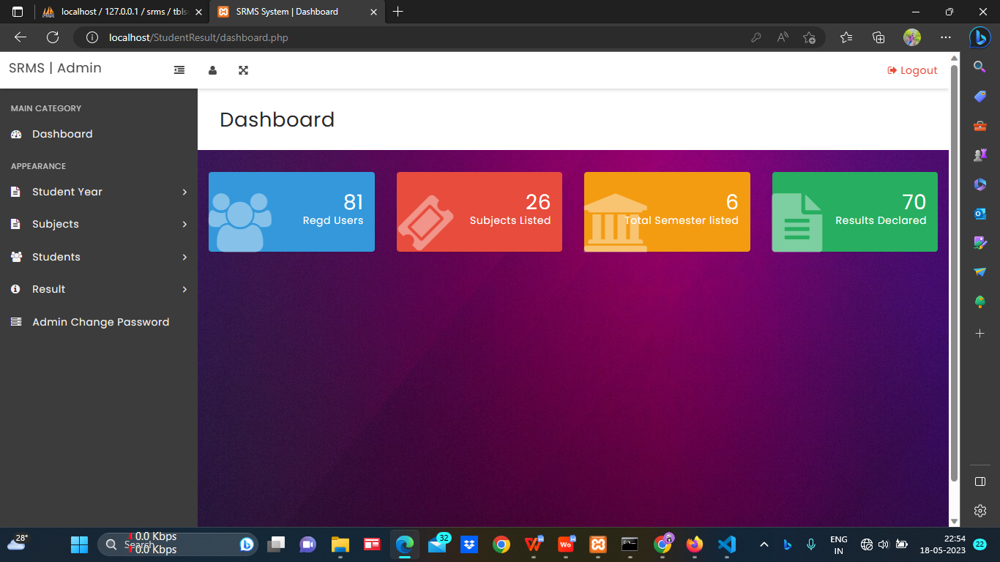 localhost / 127.0.0.1 / srms / tbls
SRMS System | Dashboard
localhost/StudentResult/dashboard.php
SRMS | Admin
Logout
MAIN CATEGORY
Dashboard
APPEARANCE
Student Year
Subjects
Students
Result
Admin Change Password
Dashboard
81
Regd Users
26
Subjects Listed
6
Total Semester listed
70
Results Declared
28°
Search
0.0 Kbps
0.0 Kbps
32
Wo
ENG
IN
22:54
18-05-2023
22